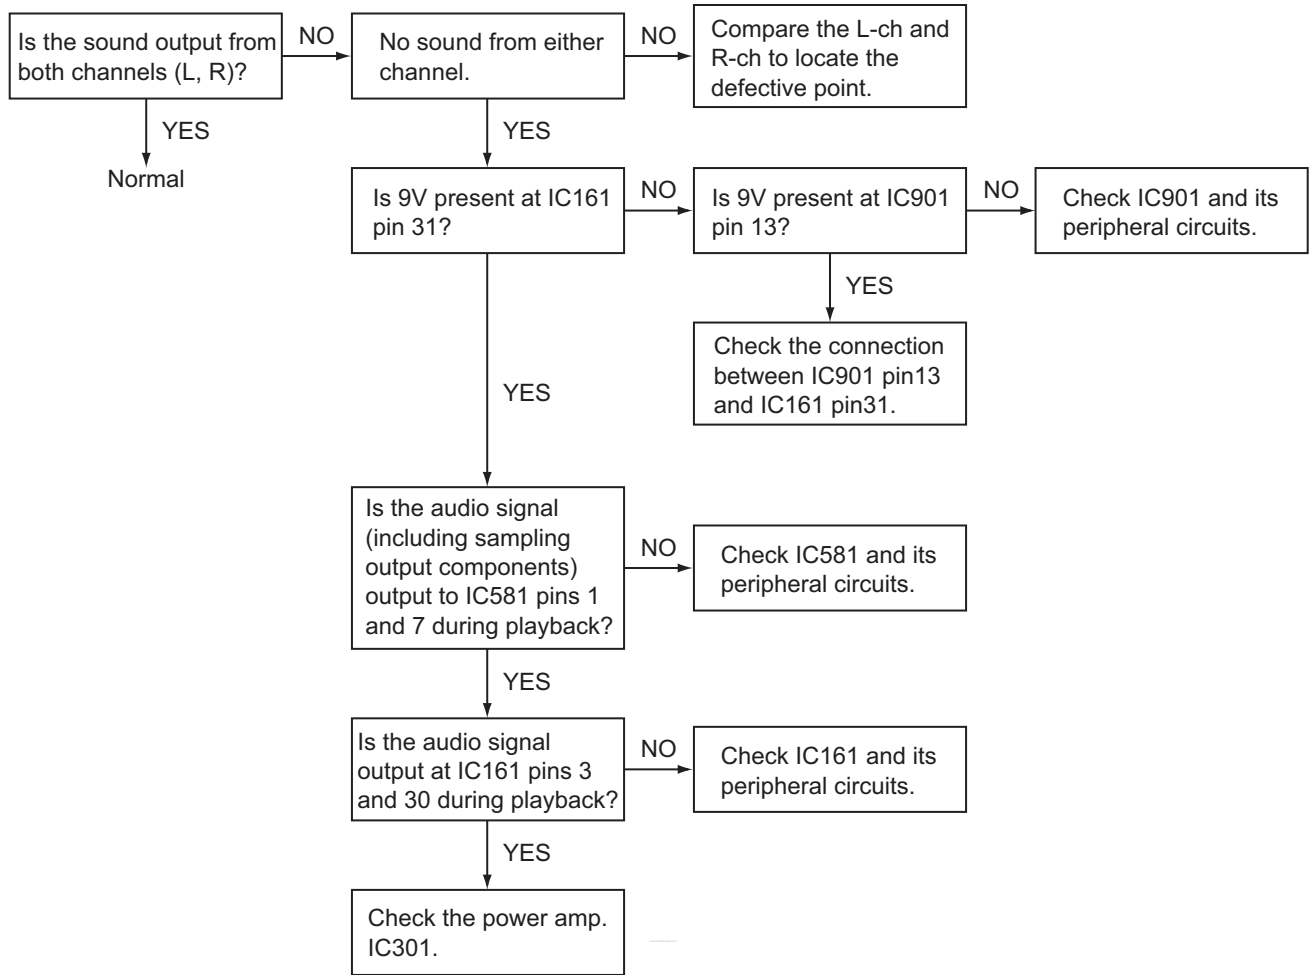 Is the sound output from
both channels (L, R)?
NO
No sound from either
channel.
NO
Compare the L-ch and
R-ch to locate the
defective point.
YES
Normal
YES
Is 9V present at IC161
pin 31?
NO
Is 9V present at IC901
pin 13?
NO
Check IC901 and its
peripheral circuits.
YES
Check the connection
between IC901 pin13
and IC161 pin31.
YES
Is the audio signal
(including sampling
output components)
output to IC581 pins 1
and 7 during playback?
NO
Check IC581 and its
peripheral circuits.
YES
Is the audio signal
output at IC161 pins 3
and 30 during playback?
NO
Check IC161 and its
peripheral circuits.
YES
Check the power amp.
IC301.